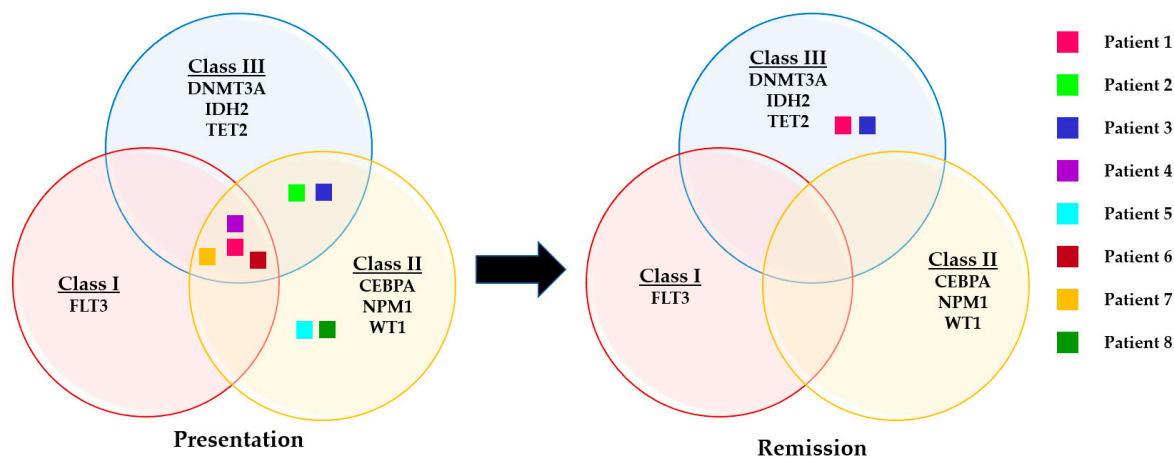 Class III
DNMT3A
IDH2
TET2
Class I
FLT3
Class II
CEBPA
NPM1
WT1
Presentation
Class III
DNMT3A
IDH2
TET2
Class I
FLT3
Class II
CEBPA
NPM1
WT1
Remission
Patient 1
Patient 2
Patient 3
Patient 4
Patient 5
Patient 6
Patient 7
Patient 8